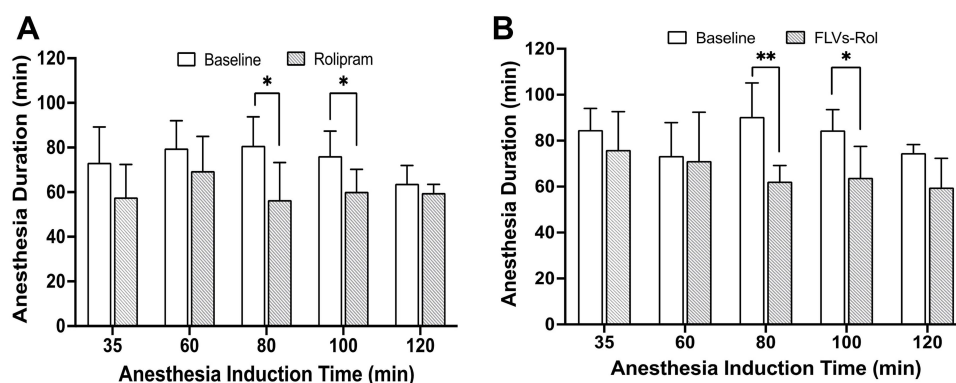 A
Baseline Rolipram
Anesthesia Duration (min)
120
100
80
60
40
20
0
* *
35 60 80 100 120
Anesthesia Induction Time (min)
B
Baseline FLVs-Rol
Anesthesia Duration (min)
120
100
80
60
40
20
0
** *
35 60 80 100 120
Anesthesia Induction Time (min)